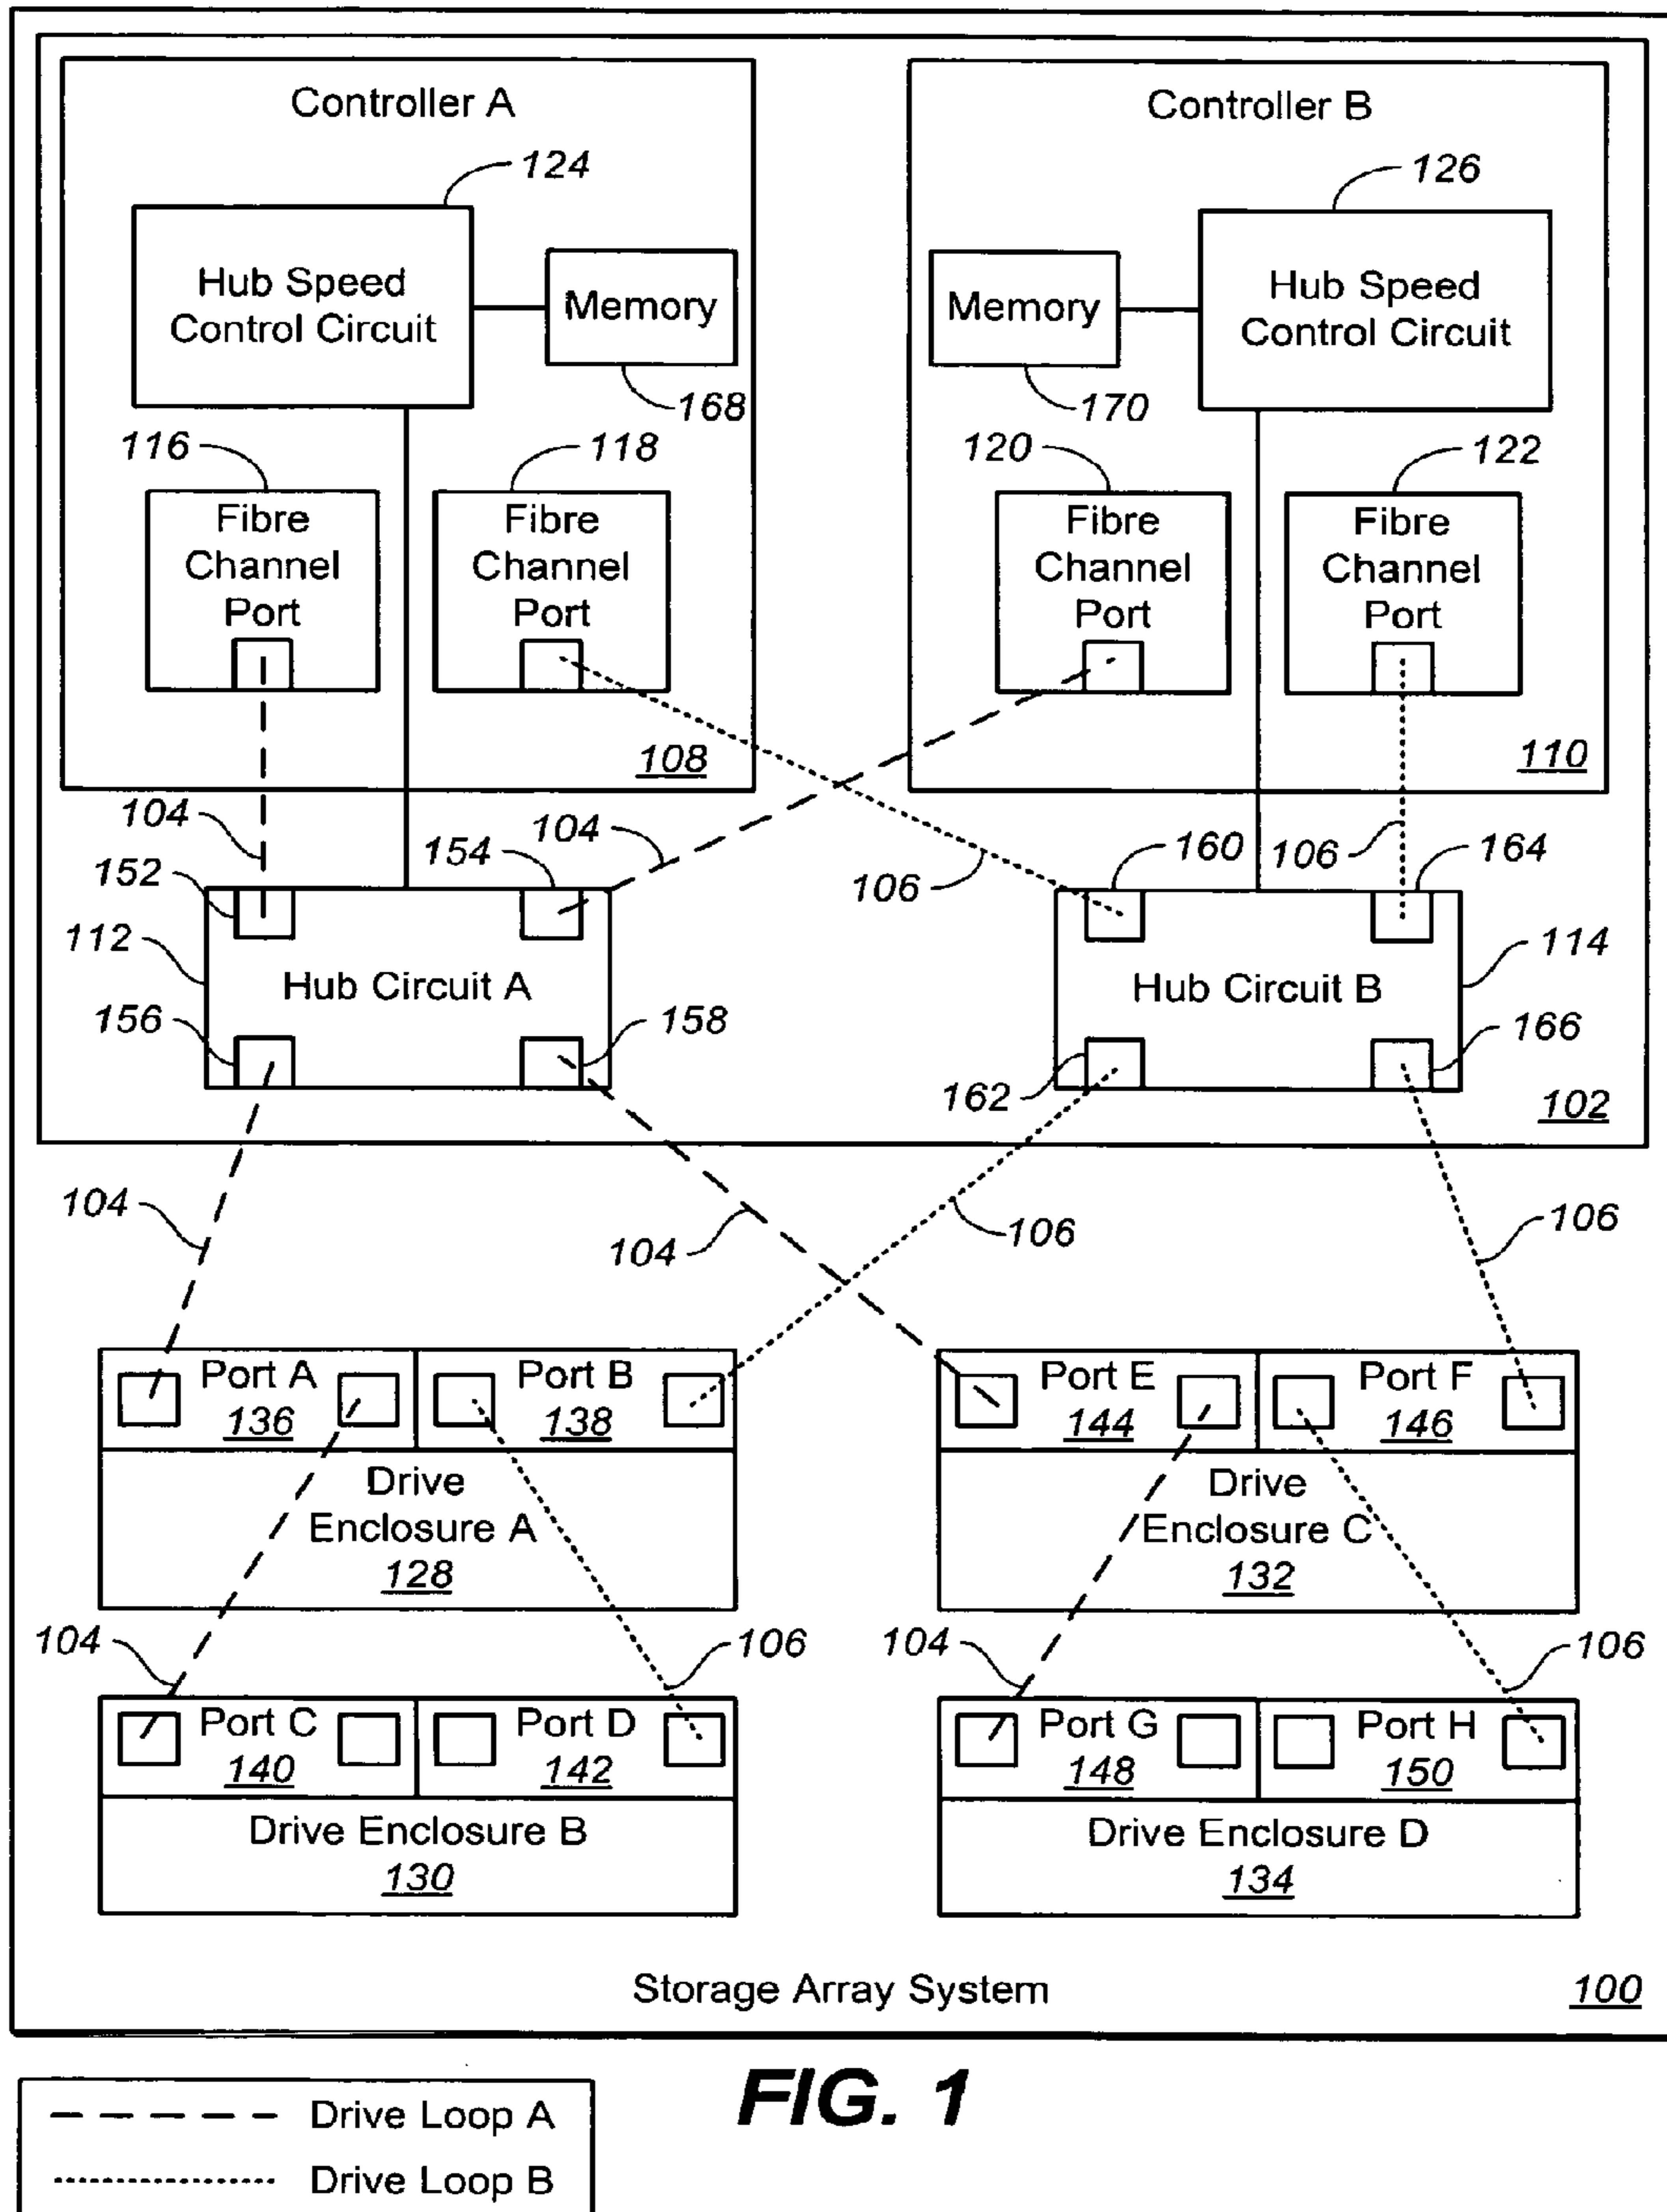 Controller A
Controller B
124
126
Hub Speed
Control Circuit
Memory
Memory
Hub Speed
Control Circuit
168
170
116
118
120
122
Fibre
Channel
Port
Fibre
Channel
Port
Fibre
Channel
Port
Fibre
Channel
Port
108
110
104
152
154
104
106
160
106
164
112
Hub Circuit A
Hub Circuit B
114
156
158
162
166
102
104
104
106
106
Port A
136
Port B
138
Port E
144
Port F
146
Drive
Enclosure A
128
Drive
Enclosure C
132
104
106
104
106
Port C
140
Port D
142
Port G
148
Port H
150
Drive Enclosure B
130
Drive Enclosure D
134
Storage Array System
100
FIG. 1
Drive Loop A
Drive Loop B